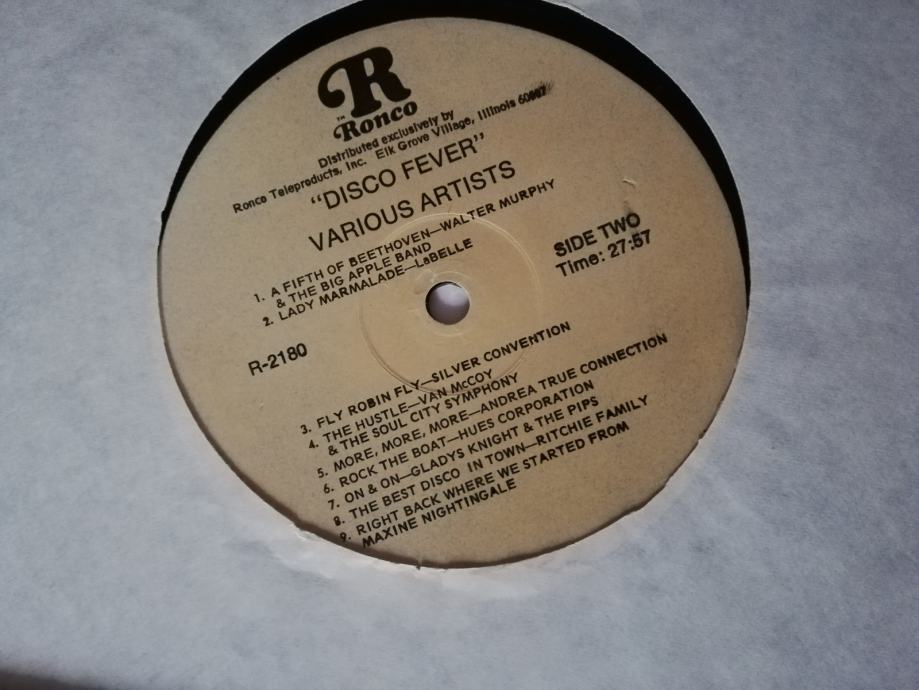 R
™ Ronco
Distributed exclusively by
Ronco Teleproducts, Inc. Elk Grove Village, Illinois
"DISCO FEVER"
VARIOUS ARTISTS
1. A FIFTH OF BEETHOVEN—WALTER MURPHY
& THE BIG APPLE BAND
2. LADY MARMALADE—LaBELLE
SIDE TWO
Time: 27:57
R-2180
3. FLY ROBIN FLY—SILVER CONVENTION
4. THE HUSTLE—VAN McCOY
& THE SOUL CITY SYMPHONY
5. MORE, MORE, MORE—ANDREA TRUE CONNECTION
6. ROCK THE BOAT—HUES CORPORATION
7. ON & ON—GLADYS KNIGHT & THE PIPS
8. THE BEST DISCO IN TOWN—RITCHIE FAMILY
9. RIGHT BACK WHERE WE STARTED FROM
MAXINE NIGHTINGALE